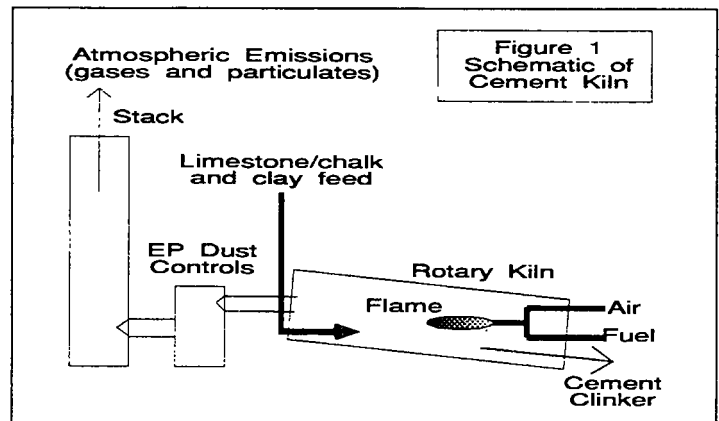 Figure 1
Schematic of
Cement Kiln
Atmospheric Emissions
(gases and particulates)
Stack
Limestone/chalk
and clay feed
EP Dust
Controls
Rotary Kiln
Flame
Air
Fuel
Cement
Clinker